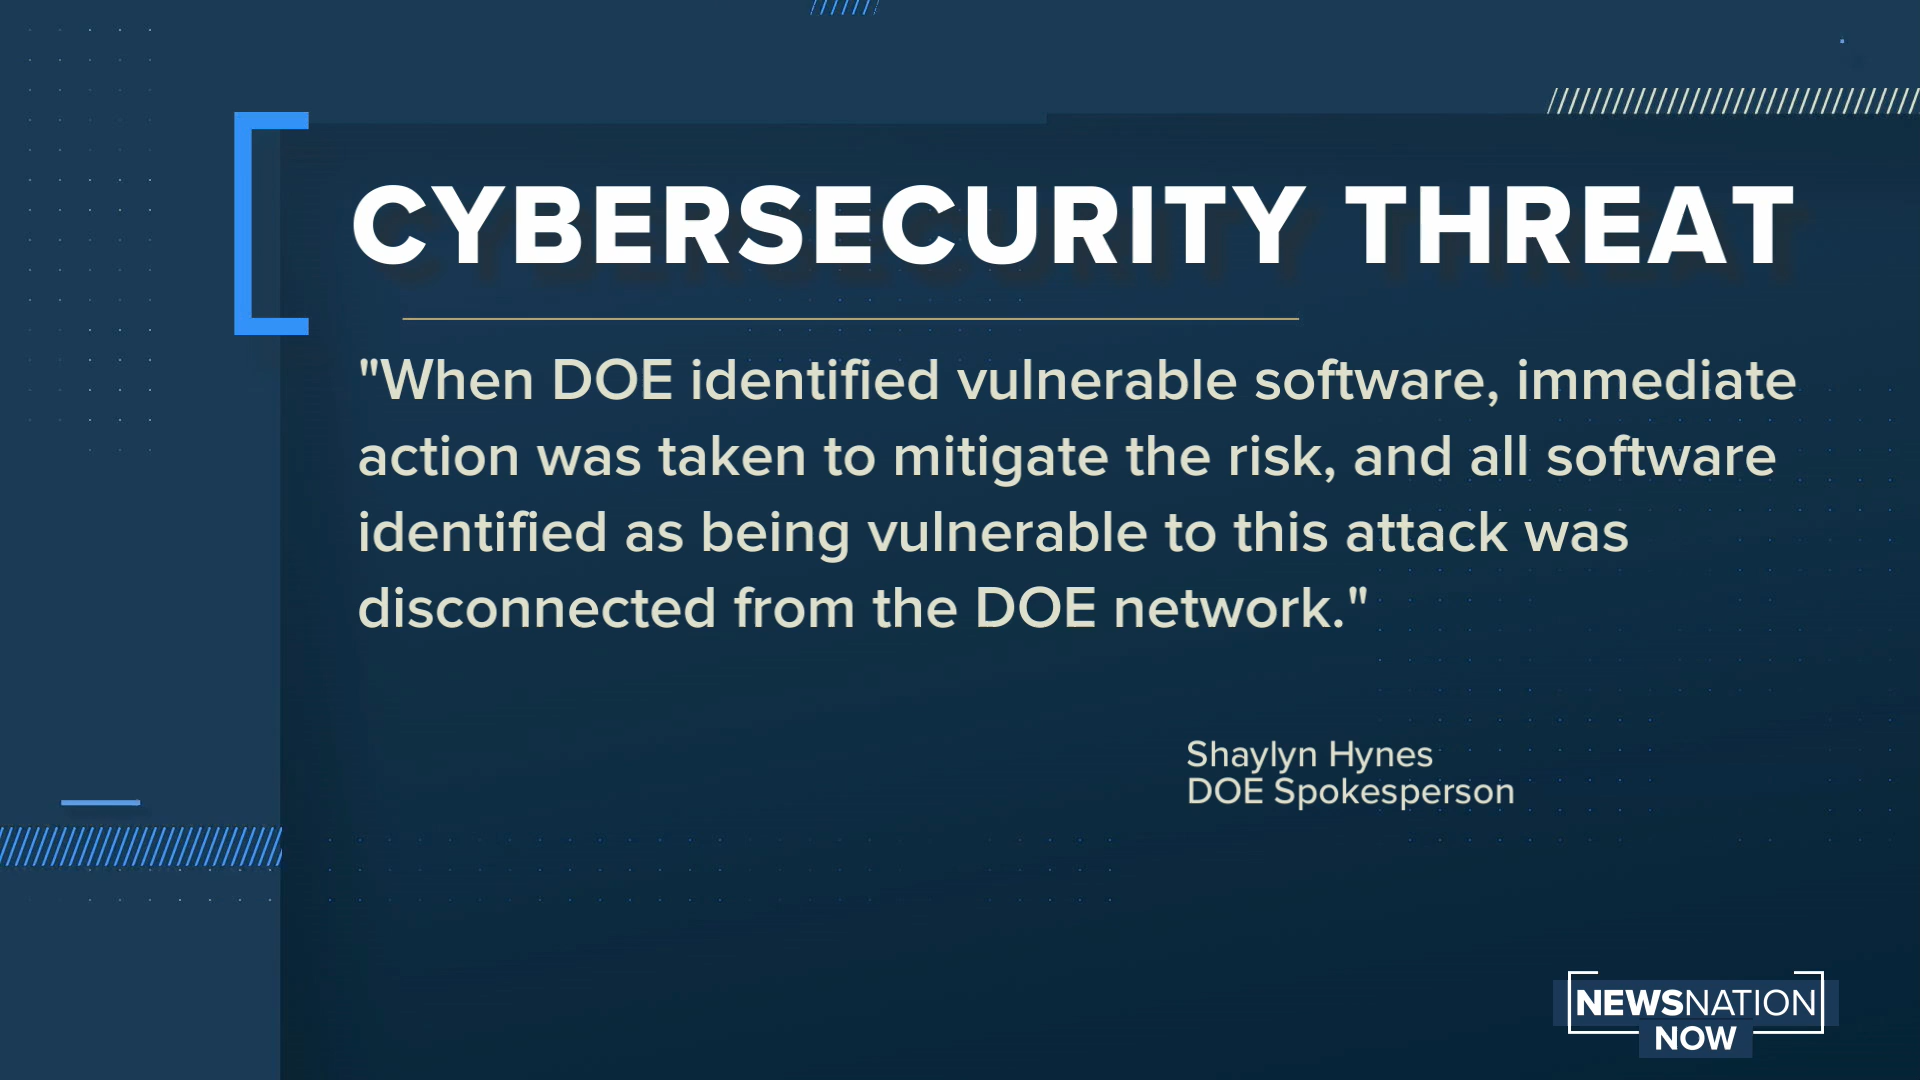 CYBERSECURITY THREAT
"When DOE identified vulnerable software, immediate
action was taken to mitigate the risk, and all software
identified as being vulnerable to this attack was
disconnected from the DOE network."
Shaylyn Hynes
DOE Spokesperson
NEWSNATION
NOW